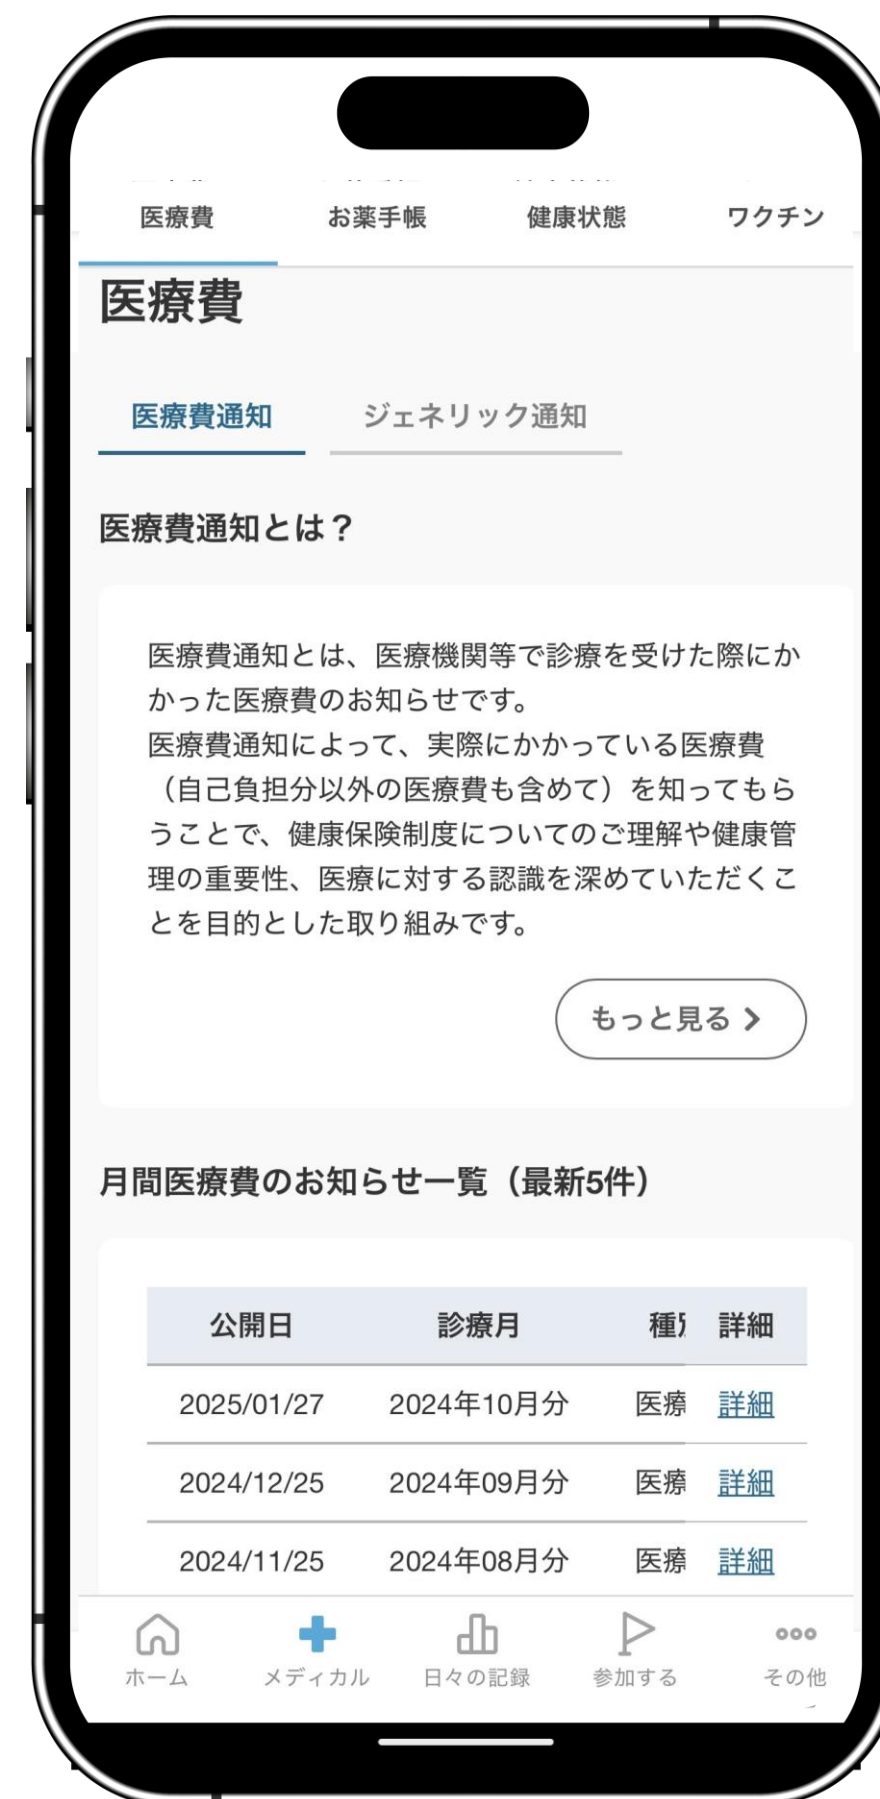 医療費 お薬手帳 健康状態 ワクチン
医療費
医療費通知 ジェネリック通知
医療費通知とは？
医療費通知とは、医療機関等で診療を受けた際にか
かった医療費のお知らせです。
医療費通知によって、実際にかかっている医療費
（自己負担分以外の医療費も含めて）を知ってもら
うことで、健康保険制度についてのご理解や健康管
理の重要性、医療に対する認識を深めていただくこ
とを目的とした取り組みです。
もっと見る
月間医療費のお知らせ一覧（最新5件）
公開日 診療月 種 詳細
2025/01/27 2024年10月分 医療 詳細
2024/12/25 2024年09月分 医療 詳細
2024/11/25 2024年08月分 医療 詳細
ホーム メディカル 日々の記録 参加する その他